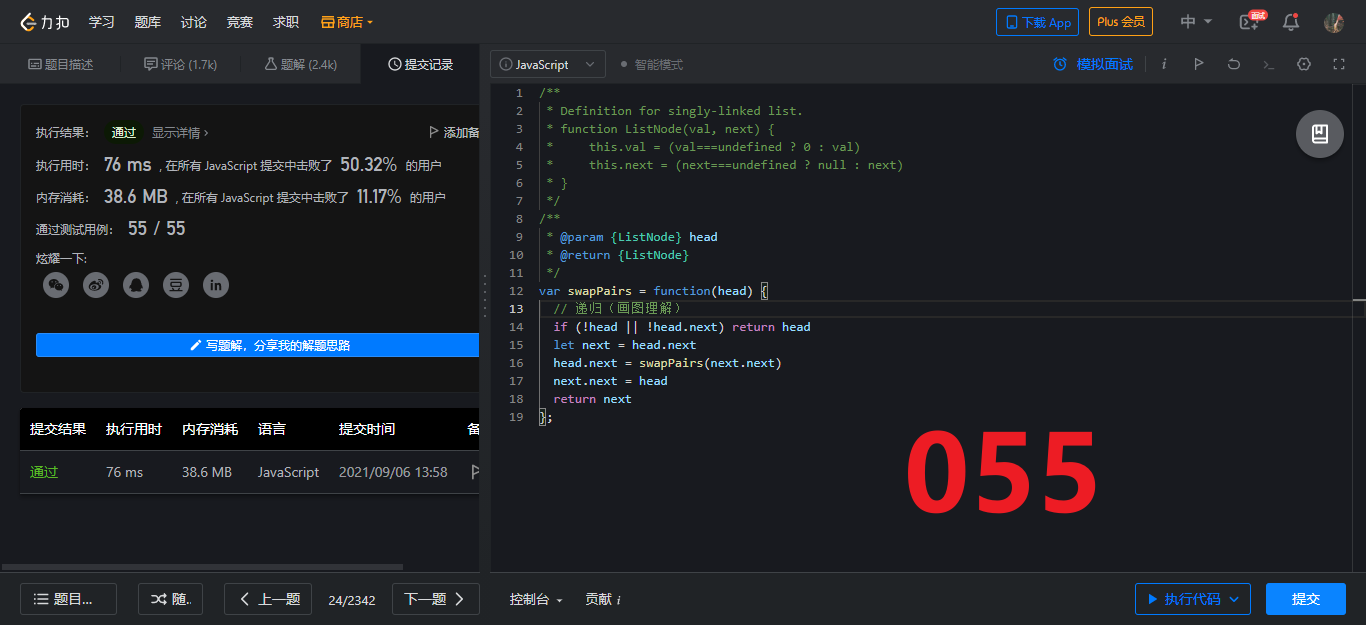 力扣 学习 题库 讨论 竞赛 求职 商店 下载 App Plus 会员 中 面试
题目描述 评论 (1.7k) 题解 (2.4k) 提交记录
执行结果： 通过 显示详情 › 添加备
执行用时： 76 ms , 在所有 JavaScript 提交中击败了 50.32% 的用户
内存消耗： 38.6 MB , 在所有 JavaScript 提交中击败了 11.17% 的用户
通过测试用例： 55 / 55
炫耀一下:
豆 in
写题解，分享我的解题思路
提交结果 执行用时 内存消耗 语言 提交时间 备
通过 76 ms 38.6 MB JavaScript 2021/09/06 13:58
题目... 随. 上一题 24/2342 下一题
JavaScript 智能模式 模拟面试 i
1 /**
2 * Definition for singly-linked list.
3 * function ListNode(val, next) {
4 *     this.val = (val===undefined ? 0 : val)
5 *     this.next = (next===undefined ? null : next)
6 * }
7 */
8 /**
9 * @param {ListNode} head
10 * @return {ListNode}
11 */
12 var swapPairs = function(head) {
13 // 递归（画图理解）
14 if (!head || !head.next) return head
15 let next = head.next
16 head.next = swapPairs(next.next)
17 next.next = head
18 return next
19 };
055
控制台 贡献 i 执行代码 提交